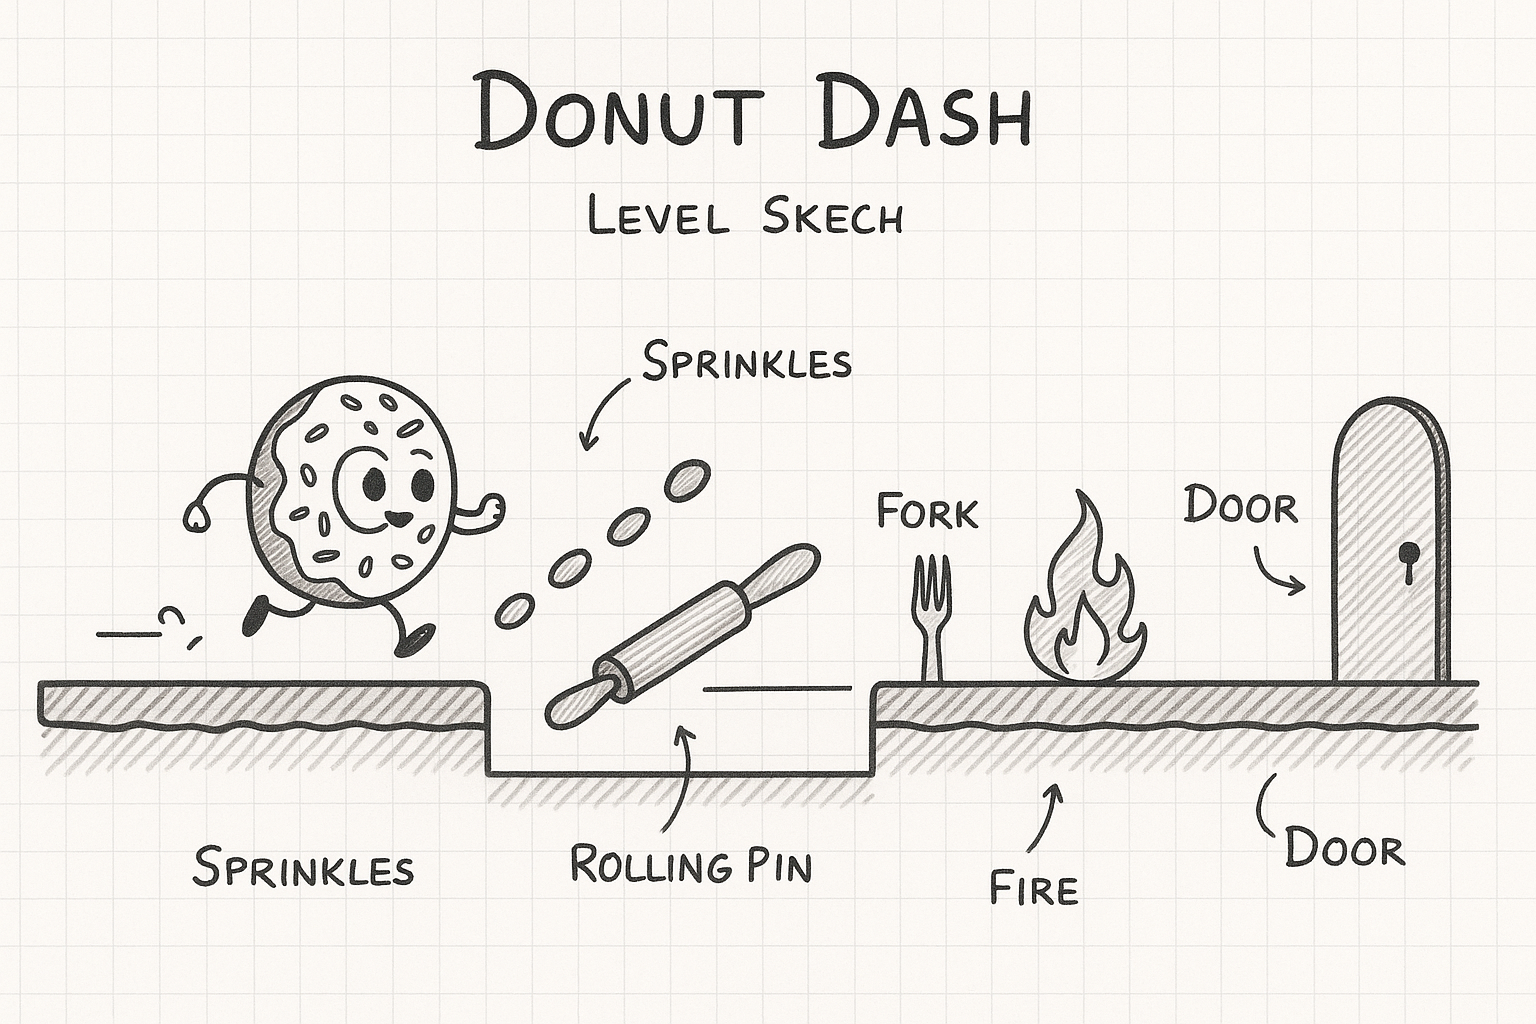 DONUT DASH
LEVEL SKECH
SPRINKLES
FORK
DOOR
SPRINKLES
ROLLING PIN
FIRE
DOOR